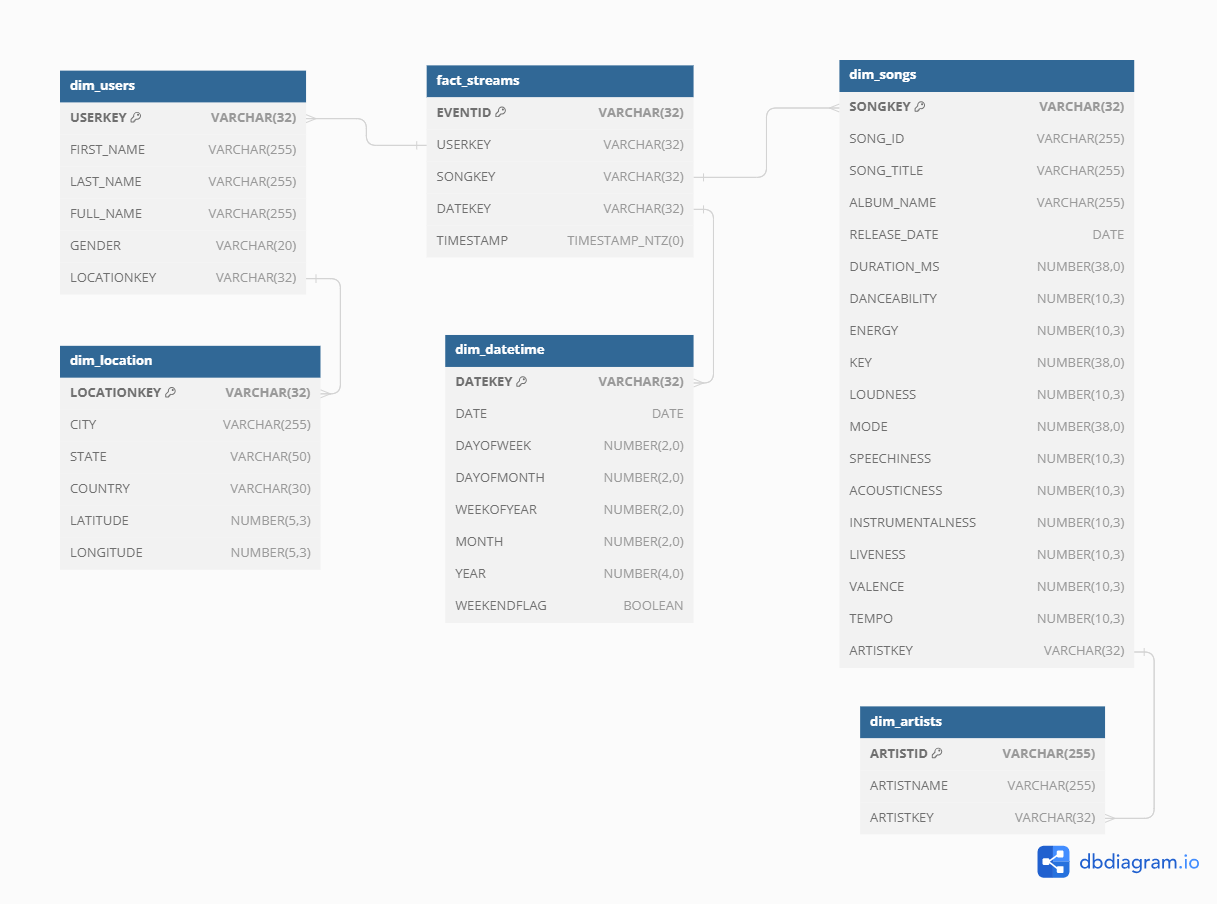 dim_users
USERKEY VARCHAR(32)
FIRST_NAME VARCHAR(255)
LAST_NAME VARCHAR(255)
FULL_NAME VARCHAR(255)
GENDER VARCHAR(20)
LOCATIONKEY VARCHAR(32)
dim_location
LOCATIONKEY VARCHAR(32)
CITY VARCHAR(255)
STATE VARCHAR(50)
COUNTRY VARCHAR(30)
LATITUDE NUMBER(5,3)
LONGITUDE NUMBER(5,3)
fact_streams
EVENTID VARCHAR(32)
USERKEY VARCHAR(32)
SONGKEY VARCHAR(32)
DATEKEY VARCHAR(32)
TIMESTAMP TIMESTAMP_NTZ(0)
dim_datetime
DATEKEY VARCHAR(32)
DATE DATE
DAYOFWEEK NUMBER(2,0)
DAYOFMONTH NUMBER(2,0)
WEEKOFYEAR NUMBER(2,0)
MONTH NUMBER(2,0)
YEAR NUMBER(4,0)
WEEKENDFLAG BOOLEAN
dim_songs
SONGKEY VARCHAR(32)
SONG_ID VARCHAR(255)
SONG_TITLE VARCHAR(255)
ALBUM_NAME VARCHAR(255)
RELEASE_DATE DATE
DURATION_MS NUMBER(38,0)
DANCEABILITY NUMBER(10,3)
ENERGY NUMBER(10,3)
KEY NUMBER(38,0)
LOUDNESS NUMBER(10,3)
MODE NUMBER(38,0)
SPEECHINESS NUMBER(10,3)
ACOUSTICNESS NUMBER(10,3)
INSTRUMENTALNESS NUMBER(10,3)
LIVENESS NUMBER(10,3)
VALENCE NUMBER(10,3)
TEMPO NUMBER(10,3)
ARTISTKEY VARCHAR(32)
dim_artists
ARTISTID VARCHAR(255)
ARTISTNAME VARCHAR(255)
ARTISTKEY VARCHAR(32)
dbdiagram.io